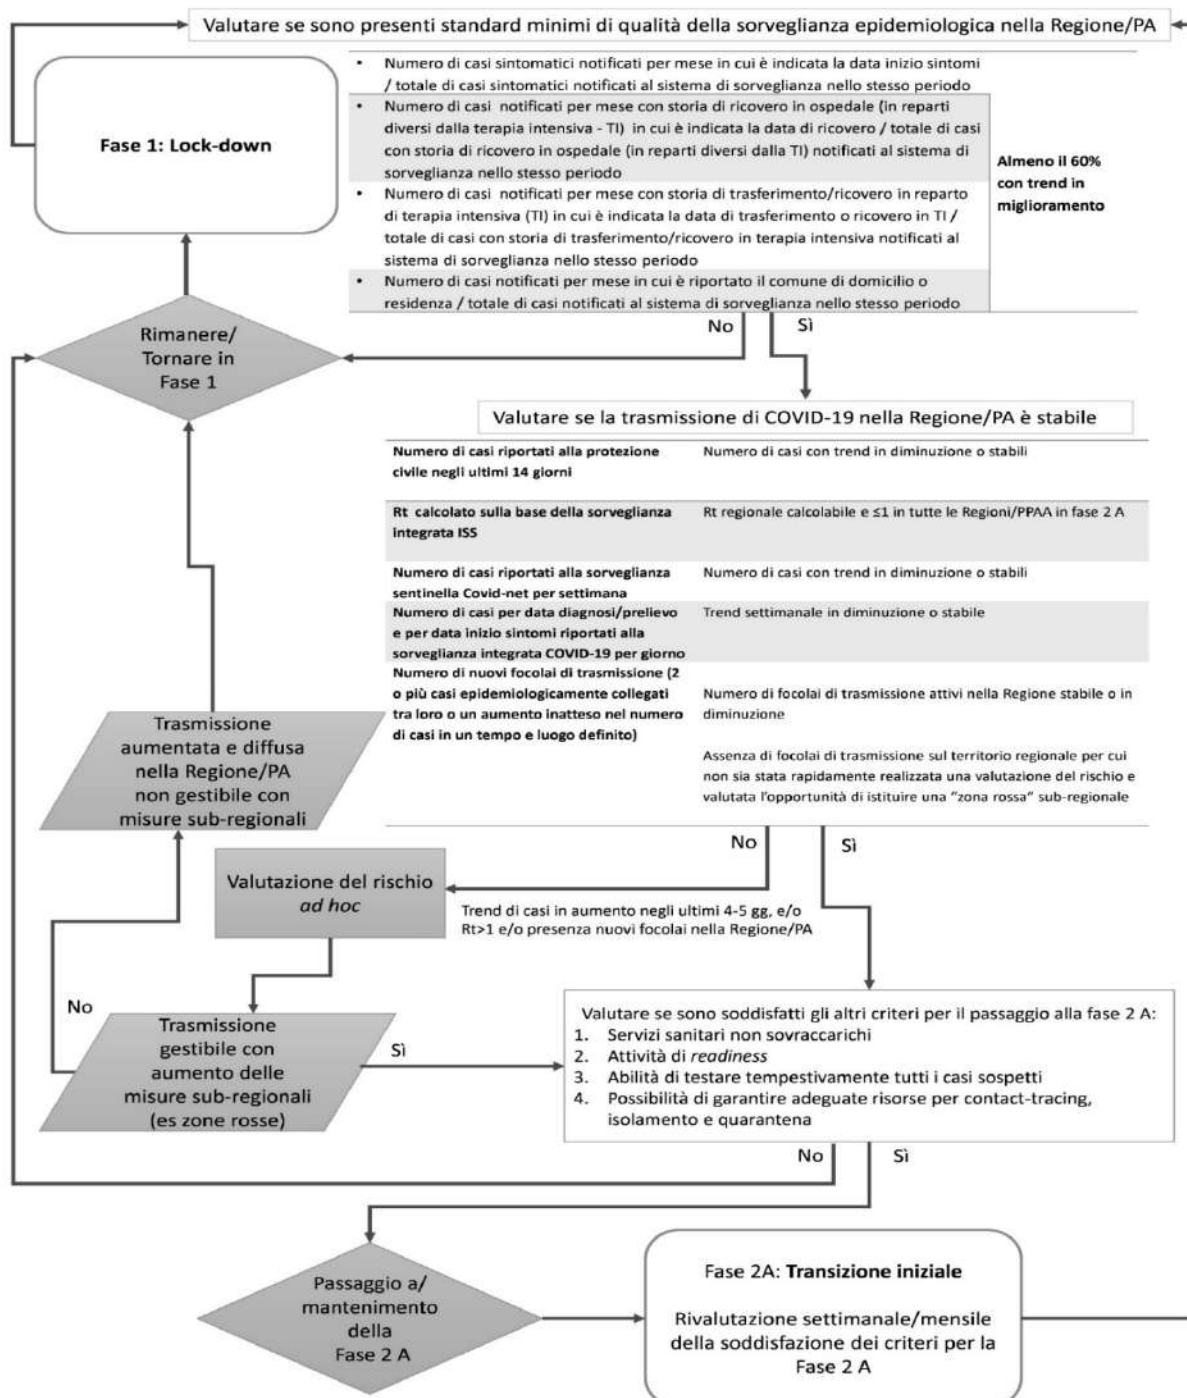 Valutare se sono presenti standard minimi di qualità della sorveglianza epidemiologica nella Regione/PA
Fase 1: Lock-down
• Numero di casi sintomatici notificati per mese in cui è indicata la data inizio sintomi
/ totale di casi sintomatici notificati al sistema di sorveglianza nello stesso periodo
• Numero di casi notificati per mese con storia di ricovero in ospedale (in reparti
diversi dalla terapia intensiva - TI) in cui è indicata la data di ricovero / totale di casi
con storia di ricovero in ospedale (in reparti diversi dalla TI) notificati al sistema di
sorveglianza nello stesso periodo
• Numero di casi notificati per mese con storia di trasferimento/ricovero in reparto
di terapia intensiva (TI) in cui è indicata la data di trasferimento o ricovero in TI /
totale di casi con storia di trasferimento/ricovero in terapia intensiva notificati al
sistema di sorveglianza nello stesso periodo
• Numero di casi notificati per mese in cui è riportato il comune di domicilio o
residenza / totale di casi notificati al sistema di sorveglianza nello stesso periodo
Almeno il 60%
con trend in
miglioramento
No
Sì
Rimanere/
Tornare in
Fase 1
Valutare se la trasmissione di COVID-19 nella Regione/PA è stabile
Numero di casi riportati alla protezione
civile negli ultimi 14 giorni
Numero di casi con trend in diminuzione o stabili
Rt calcolato sulla base della sorveglianza
integrata ISS
Rt regionale calcolabile e ≤1 in tutte le Regioni/PPAA in fase 2 A
Numero di casi riportati alla sorveglianza
sentinella Covid-net per settimana
Numero di casi con trend in diminuzione o stabili
Numero di casi per data diagnosi/prelievo
e per data inizio sintomi riportati alla
sorveglianza integrata COVID-19 per giorno
Trend settimanale in diminuzione o stabile
Numero di nuovi focolai di trasmissione (2
o più casi epidemiologicamente collegati
tra loro o un aumento inatteso nel numero
di casi in un tempo e luogo definito)
Numero di focolai di trasmissione attivi nella Regione stabile o in
diminuzione
Assenza di focolai di trasmissione sul territorio regionale per cui
non sia stata rapidamente realizzata una valutazione del rischio e
valutata l’opportunità di istituire una “zona rossa” sub-regionale
No
Sì
Trasmissione
aumentata e diffusa
nella Regione/PA
non gestibile con
misure sub-regionali
Valutazione del rischio
ad hoc
Trend di casi in aumento negli ultimi 4-5 gg, e/o
Rt>1 e/o presenza nuovi focolai nella Regione/PA
No
Trasmissione
gestibile con
aumento delle
misure sub-regionali
(es zone rosse)
Sì
Valutare se sono soddisfatti gli altri criteri per il passaggio alla fase 2 A:
1. Servizi sanitari non sovraccarichi
2. Attività di readiness
3. Abilità di testare tempestivamente tutti i casi sospetti
4. Possibilità di garantire adeguate risorse per contact-tracing,
isolamento e quarantena
No
Sì
Passaggio a/
mantenimento
della
Fase 2 A
Fase 2A: Transizione iniziale
Rivalutazione settimanale/mensile
della soddisfazione dei criteri per la
Fase 2 A